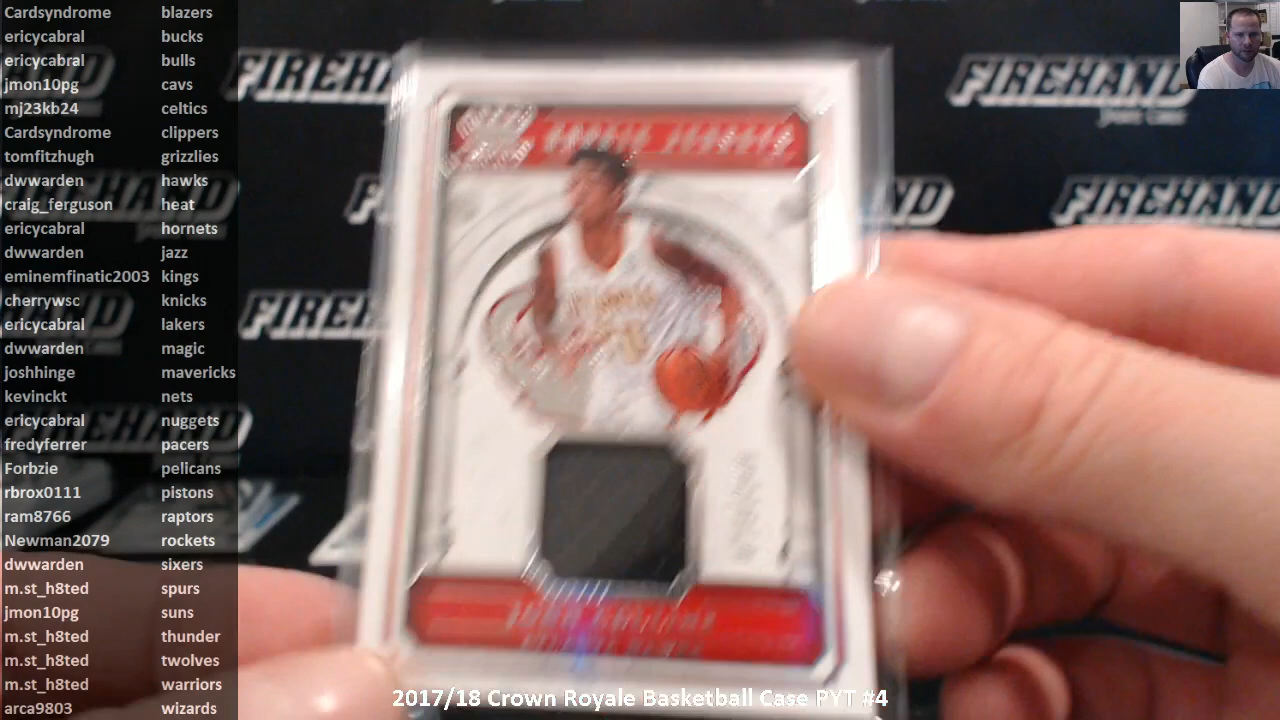 Cardsyndrome blazers
ericycabral bucks
ericycabral bulls
jmon10pg cavs
mj23kb24 celtics
Cardsyndrome clippers
tomfitzhugh grizzlies
dwwarden hawks
craig_ferguson heat
ericycabral hornets
dwwarden jazz
eminemfinatic2003 kings
cherrywsc knicks
ericycabral lakers
dwwarden magic
joshhinge mavericks
kevinckt nets
ericycabral nuggets
fredyferrer pacers
Forbzie pelicans
rbrox0111 pistons
ram8766 raptors
Newman2079 rockets
dwwarden sixers
m.st_h8ted spurs
jmon10pg suns
m.st_h8ted thunder
m.st_h8ted twolves
m.st_h8ted warriors
arca9803 wizards
FIREHAND
FIREHAND
FIREHAND
FIREHAND
2017/18 Crown Royale Basketball Case PYT #4